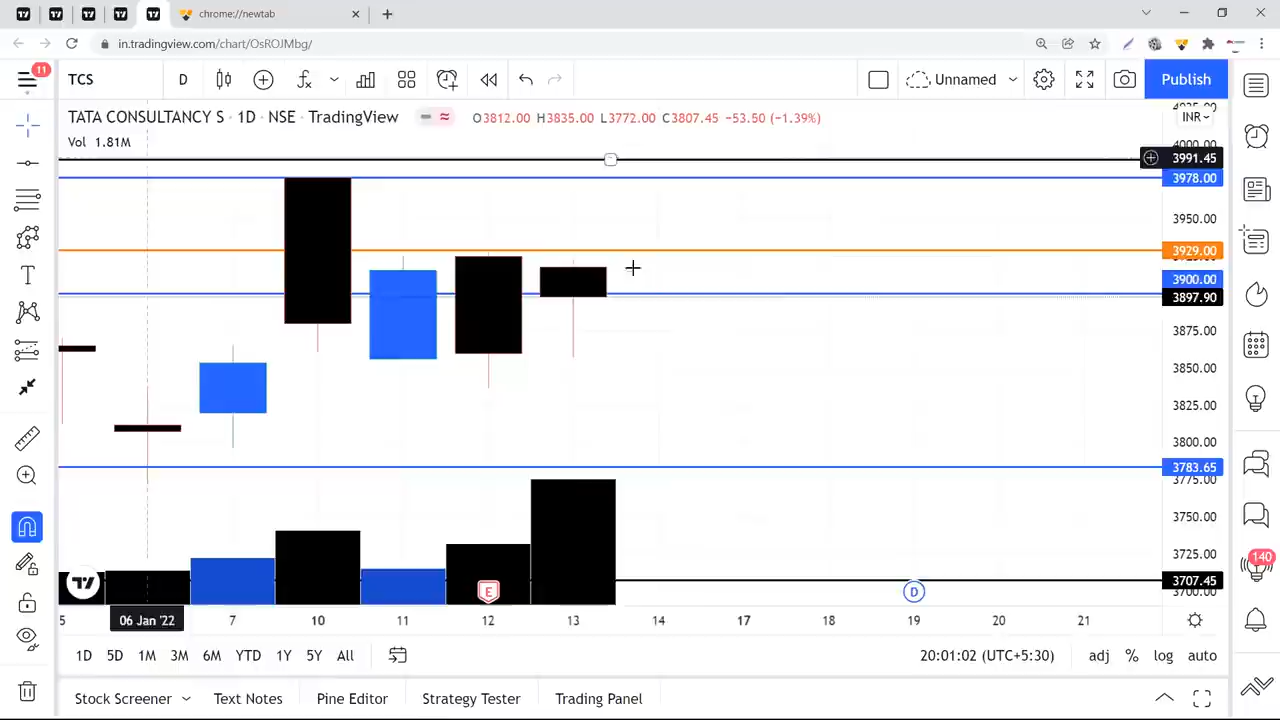 chrome://newtab
in.tradingview.com/chart/OsROJMbg/
11
TCS
D
Unnamed
Publish
TATA CONSULTANCY S · 1D · NSE · TradingView
O3812.00 H3835.00 L3772.00 C3807.45 −53.50 (−1.39%)
INR
Vol 1.81M
4000.00
3991.45
3978.00
3950.00
3929.00
3900.00
3897.90
3875.00
3850.00
3825.00
3800.00
3783.65
3775.00
3750.00
3725.00
3707.45
3700.00
140
E
D
5
06 Jan '22
7
10
11
12
13
14
17
18
19
20
21
1D 5D 1M 3M 6M YTD 1Y 5Y All
20:01:02 (UTC+5:30)
adj % log auto
Stock Screener
Text Notes
Pine Editor
Strategy Tester
Trading Panel